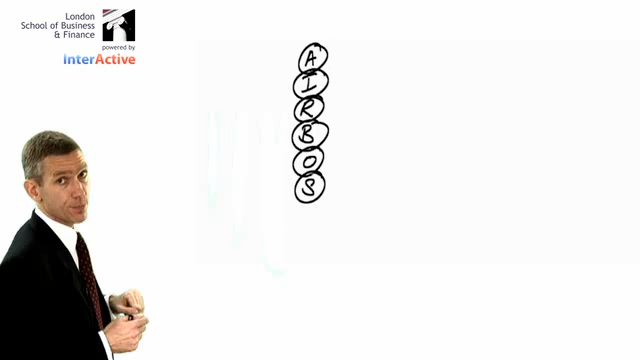 London
School of Business
& Finance
powered by
InterActive
A
I
R
B
O
S